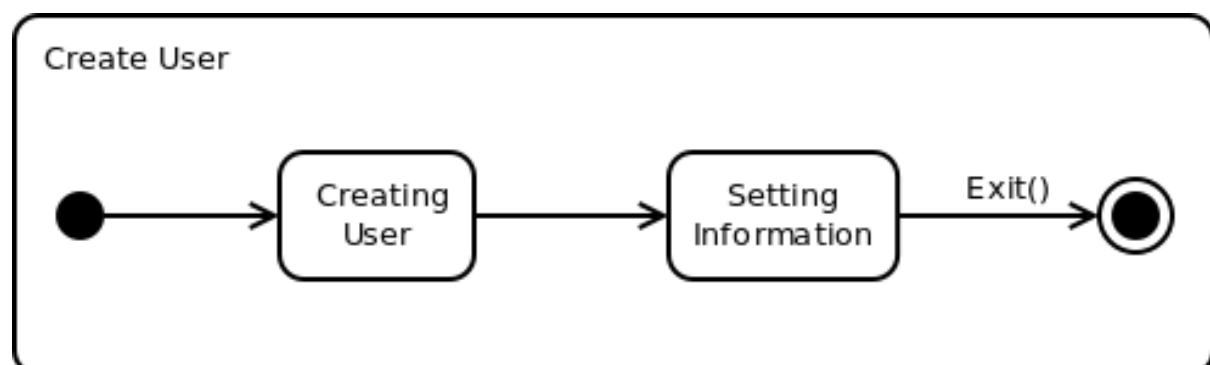 Create User
Creating
User
Setting
Information
Exit()